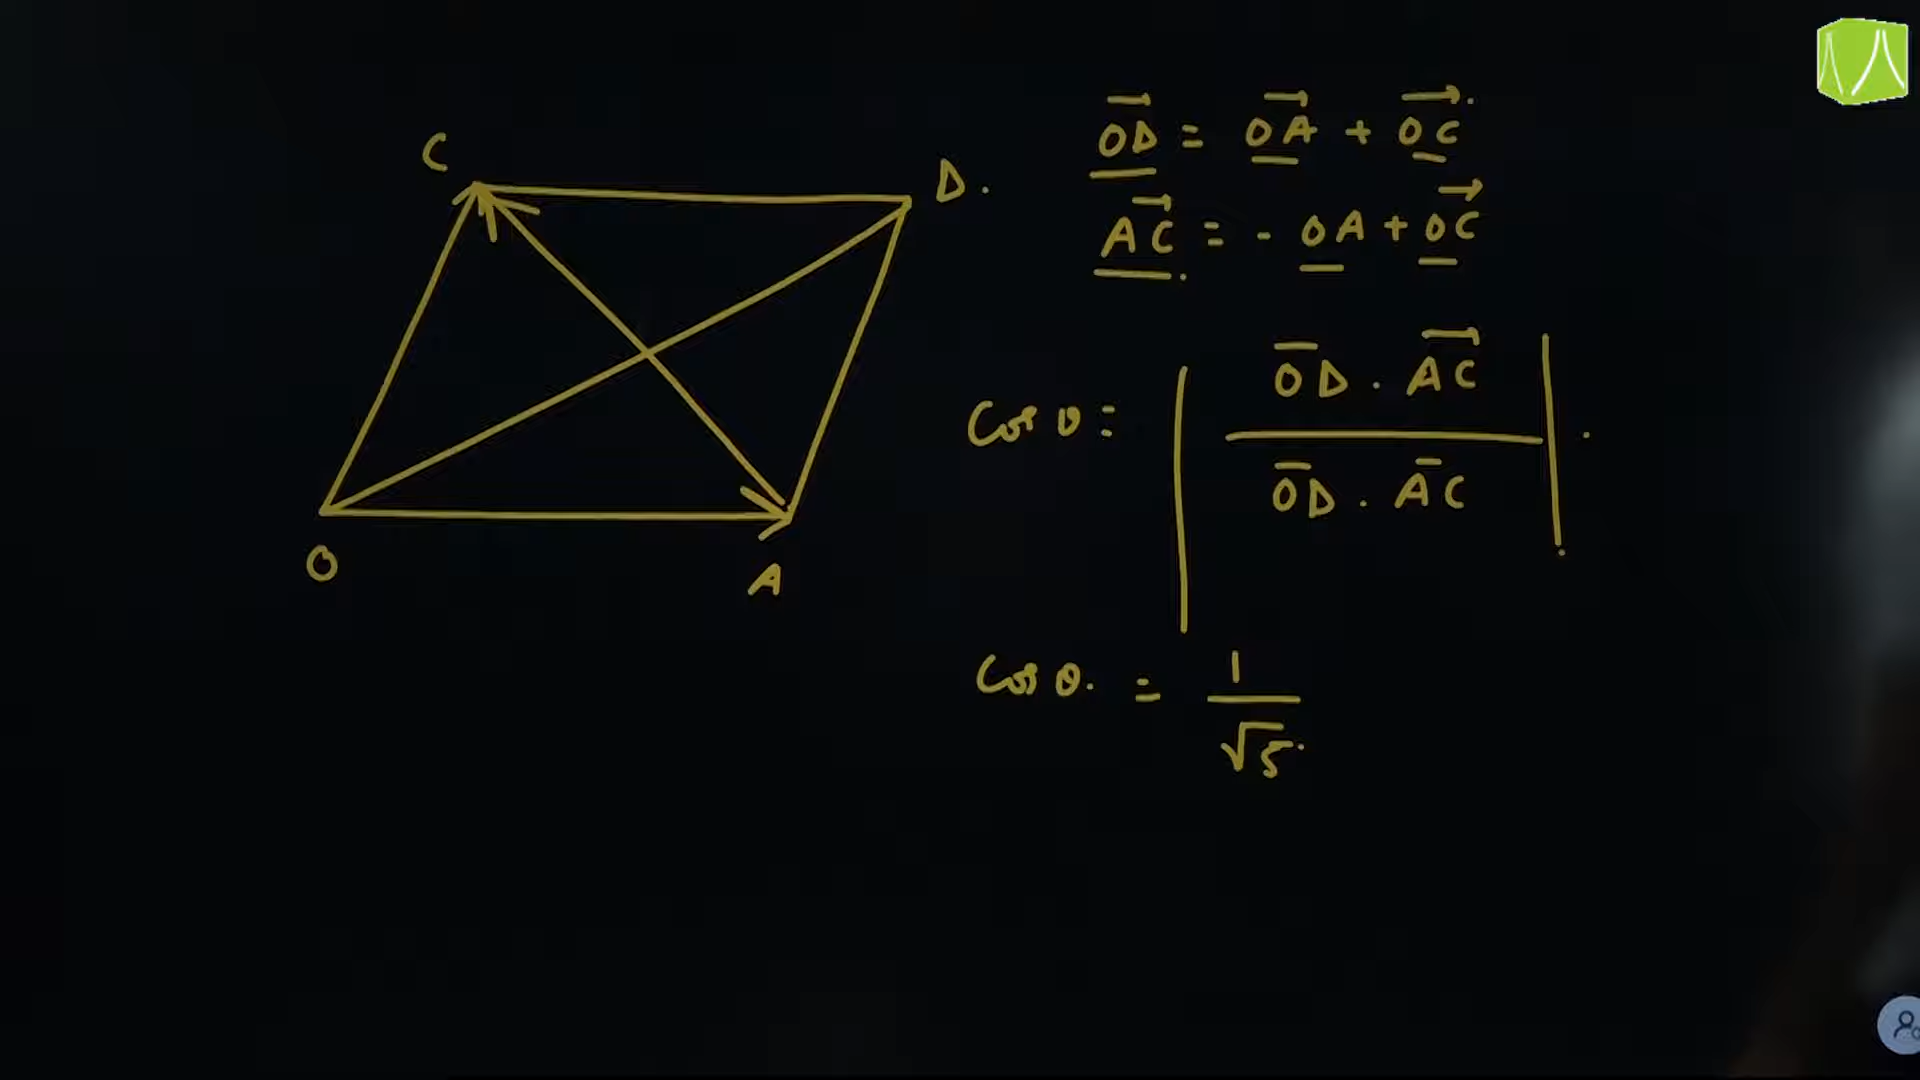 C
D.
O
A
OD = OA + OC
AC = - OA + OC
Cos θ = | OD . AC / OD . AC | .
Cos θ. = 1 / √5.